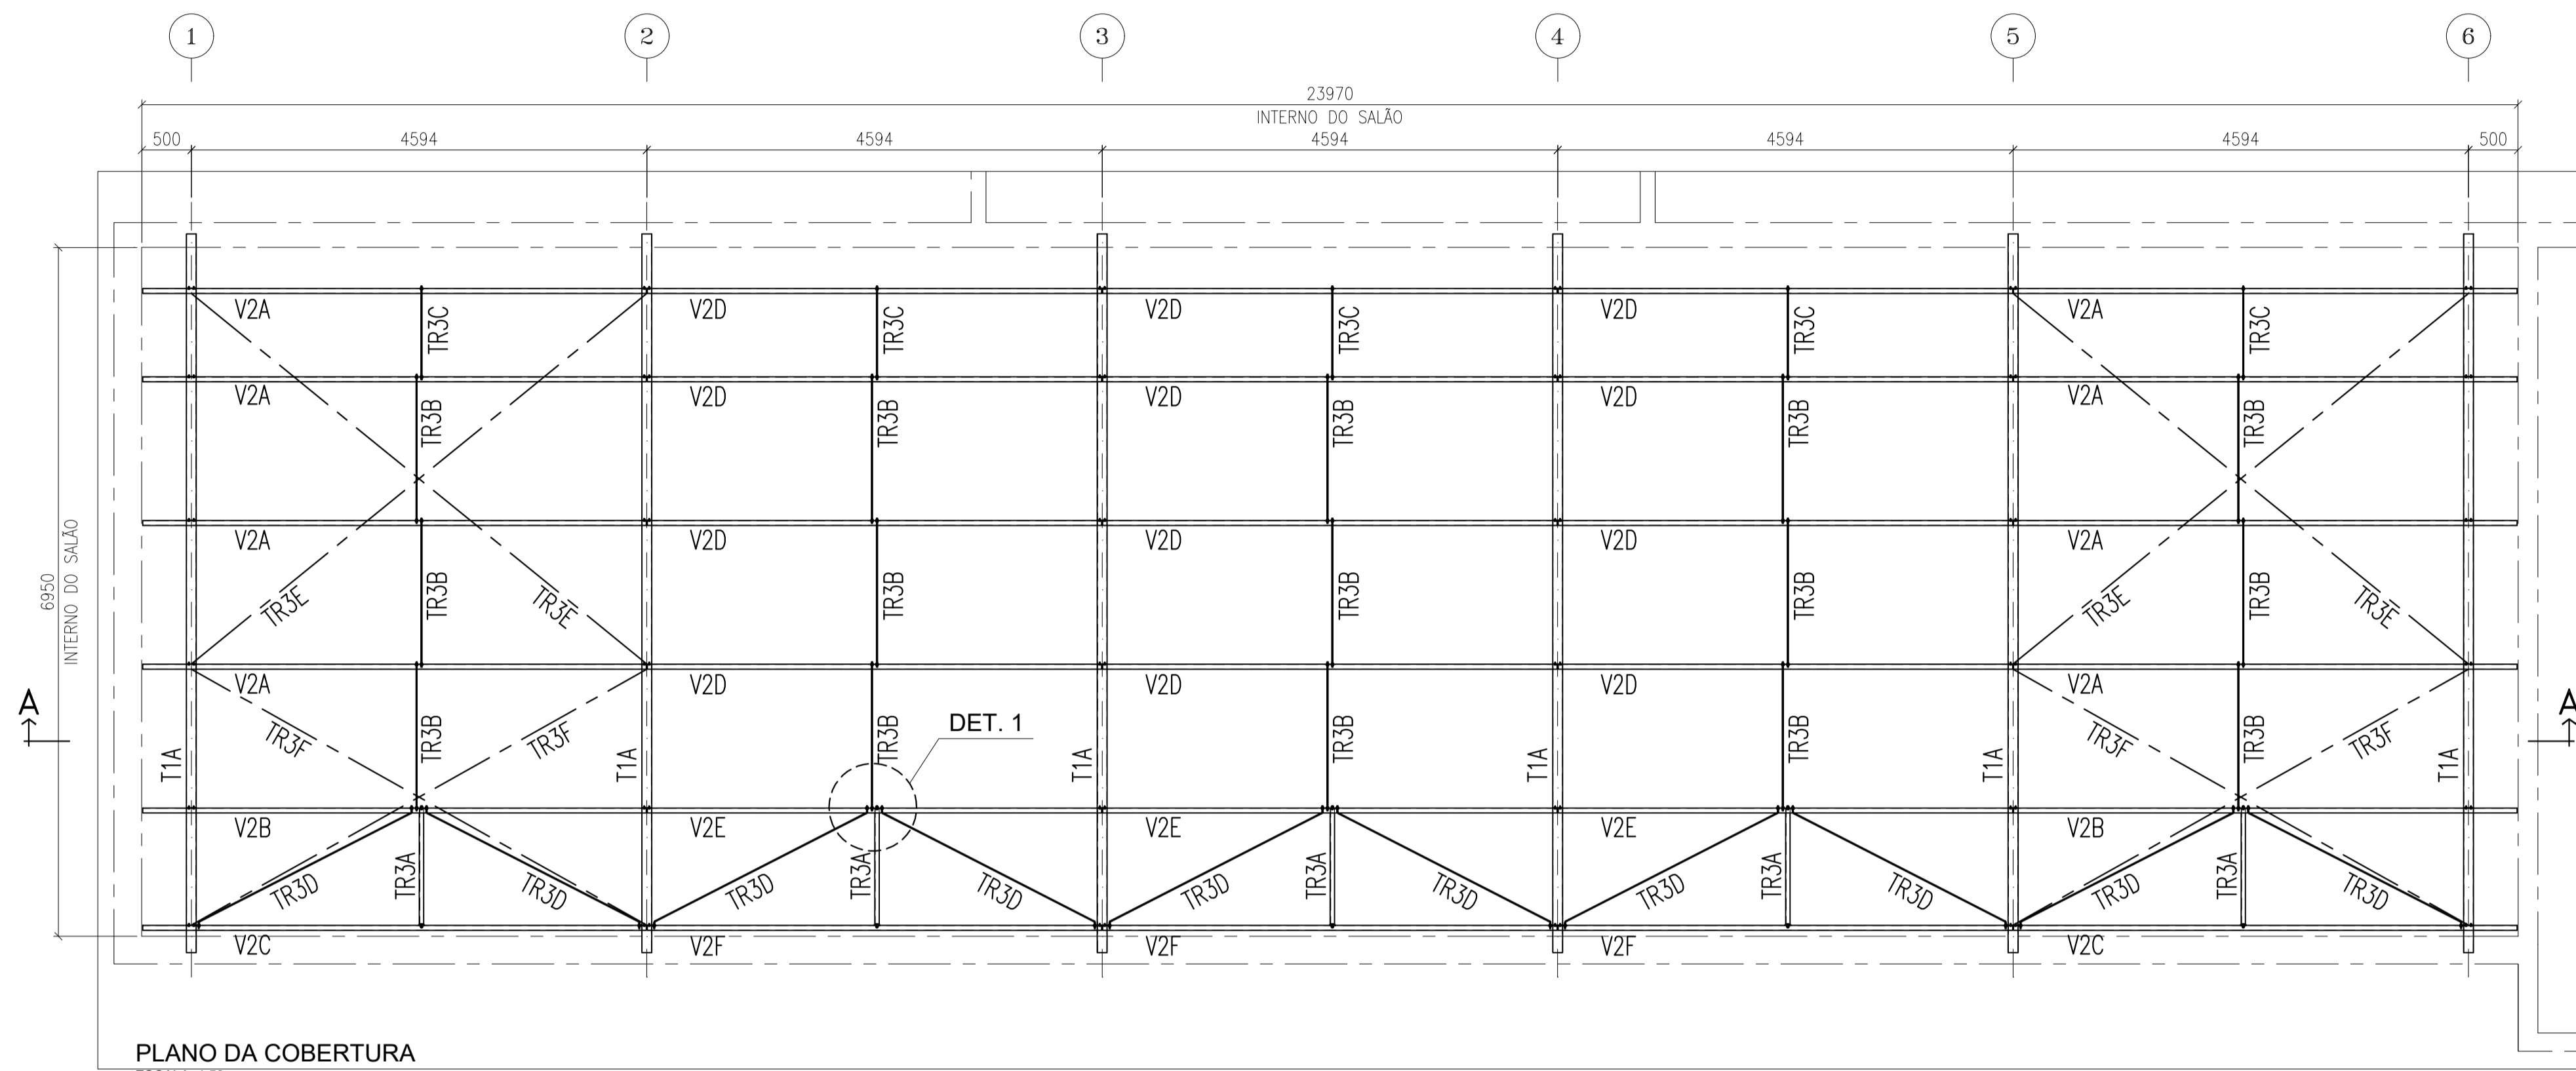 1 2 3 4 5 6
23970
INTERNO DO SALÃO
500 4594 4594 4594 4594 4594 500
V2A V2D V2D V2D V2A
TR3C TR3C TR3C TR3C TR3C
V2A V2D V2D V2D V2A
TR3B TR3B TR3B TR3B TR3B
V2A V2D V2D V2D V2A
6950
INTERNO DO SALÃO
TR3E TR3B TR3E TR3B TR3B TR3B TR3E TR3B TR3E
V2A V2D V2D V2D V2A
A A
TR3F TR3B TR3F TR3B TR3B TR3B TR3F TR3B TR3F
DET. 1
T1A T1A T1A T1A T1A T1A
V2B V2E V2E V2E V2B
TR3D TR3A TR3D TR3D TR3A TR3D TR3D TR3A TR3D TR3D TR3A TR3D TR3D TR3A TR3D
V2C V2F V2F V2F V2C
PLANO DA COBERTURA